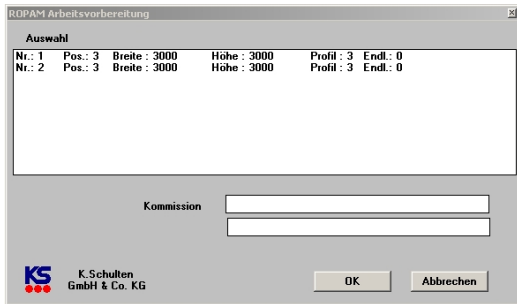 ROPAM Arbeitsvorbereitung
Auswahl
Nr.: 1 Pos.: 3 Breite : 3000 Höhe : 3000 Profil : 3 Endl.: 0
Nr.: 2 Pos.: 3 Breite : 3000 Höhe : 3000 Profil : 3 Endl.: 0
Kommission
KS
K.Schulten
GmbH & Co. KG
OK
Abbrechen